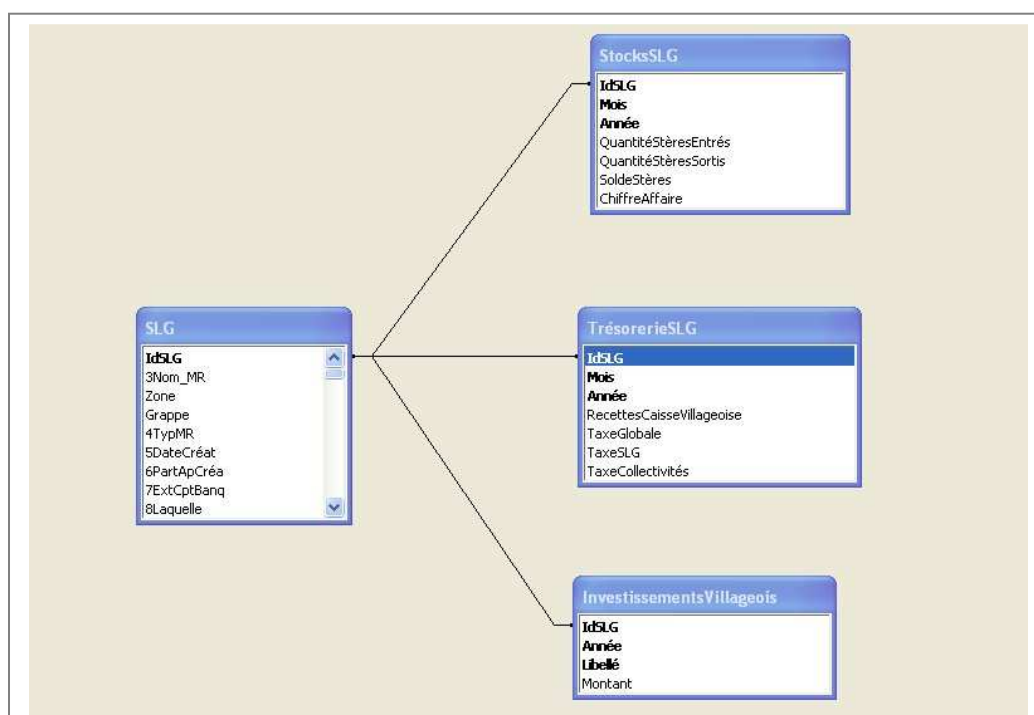 StocksSLG
IdSLG
Mois
Année
QuantitéStèresEntrés
QuantitéStèresSortis
SoldeStères
ChiffreAffaire
SLG
IdSLG
3Nom_MR
Zone
Grappe
4TypMR
5DateCréat
6PartApCréa
7ExtCptBanq
8Laquelle
TrésorerieSLG
IdSLG
Mois
Année
RecettesCaisseVillageoise
TaxeGlobale
TaxeSLG
TaxeCollectivités
InvestissementsVillageois
IdSLG
Année
Libellé
Montant